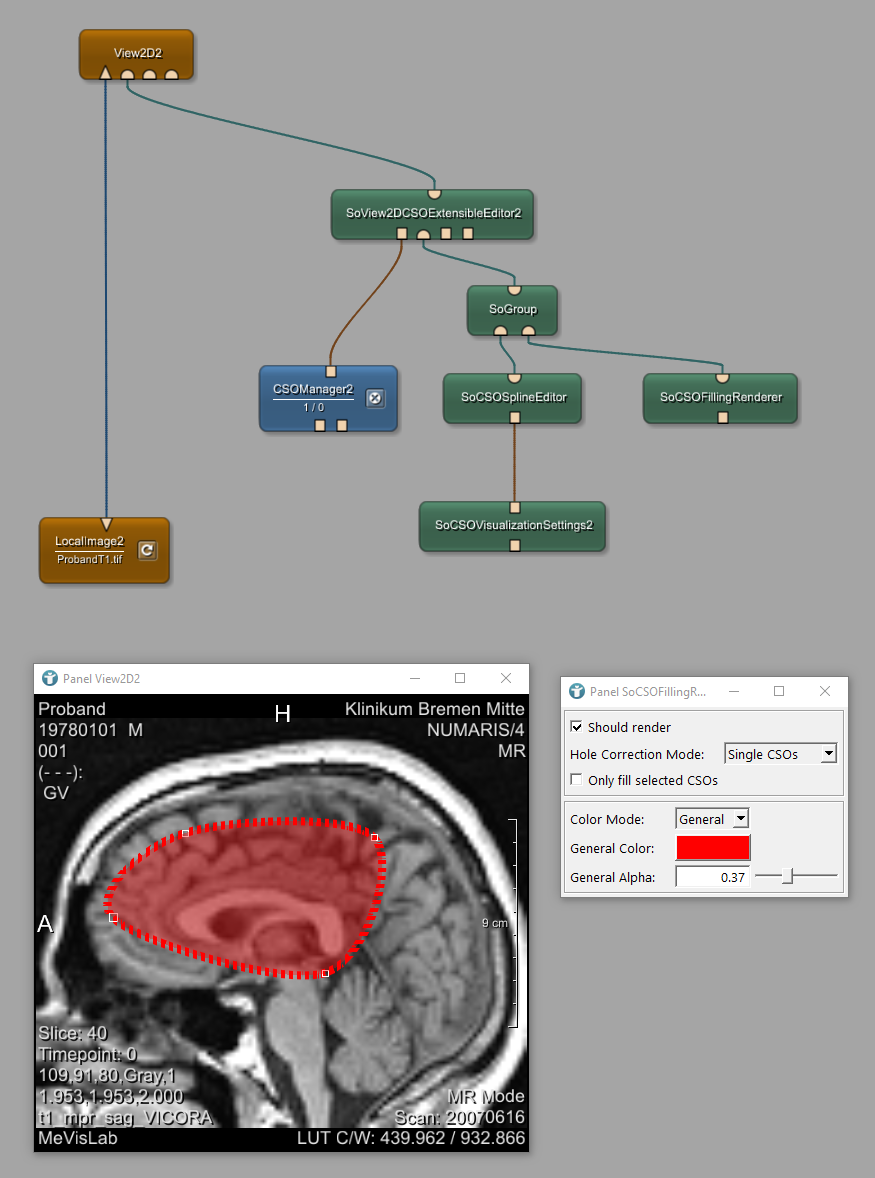 View2D2
SoView2DCSOExtensibleEditor2
SoGroup
CSOManager2
1 / 0
SoCSOSplineEditor
SoCSOFillingRenderer
SoCSOVisualizationSettings2
LocalImage2
ProbandT1.tif
Panel View2D2
Proband
H
Klinikum Bremen Mitte
19780101 M
NUMARIS/4
001
MR
(- - -):
GV
A
9 cm
Slice: 40
Timepoint: 0
109,91,80,Gray,1
1.953,1.953,2.000
MR Mode
t1_mpr_sag_VICORA
Scan: 20070616
MeVisLab
LUT C/W: 439.962 / 932.866
Panel SoCSOFillingR...
Should render
Hole Correction Mode: Single CSOs
Only fill selected CSOs
Color Mode: General
General Color:
General Alpha: 0.37